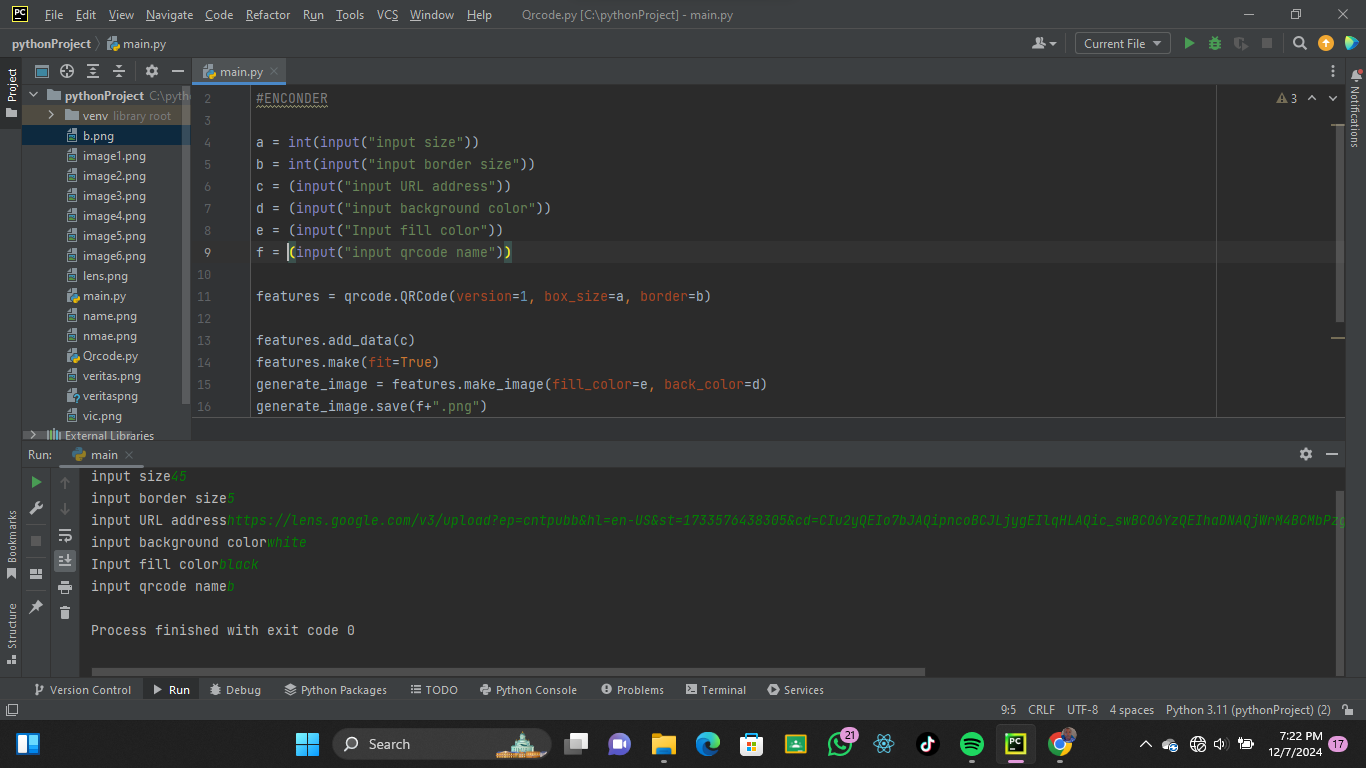 PC File Edit View Navigate Code Refactor Run Tools VCS Window Help Qrcode.py [C:\pythonProject] - main.py
pythonProject main.py Current File
Project
main.py
Notifications
pythonProject C:\pyth
venv library root
b.png
image1.png
image2.png
image3.png
image4.png
image5.png
image6.png
lens.png
main.py
name.png
nmae.png
Qrcode.py
veritas.png
veritaspng
vic.png
External Libraries
3
2 #ENCONDER
3
4 a = int(input("input size"))
5 b = int(input("input border size"))
6 c = (input("input URL address"))
7 d = (input("input background color"))
8 e = (input("Input fill color"))
9 f = (input("input qrcode name"))
10
11 features = qrcode.QRCode(version=1, box_size=a, border=b)
12
13 features.add_data(c)
14 features.make(fit=True)
15 generate_image = features.make_image(fill_color=e, back_color=d)
16 generate_image.save(f+".png")
Run: main
Bookmarks
Structure
input size45
input border size5
input URL addresshttps://lens.google.com/v3/upload?ep=cntpubb&hl=en-US&st=1733576438305&cd=CIu2yQEIo7bJAQipncoBCJLjygEIlqHLAQic_swBCO6YzQEIhaDNAQjWrM4BCMbPzg
input background colorwhite
Input fill colorblack
input qrcode nameb
Process finished with exit code 0
Version Control Run Debug Python Packages TODO Python Console Problems Terminal Services
9:5 CRLF UTF-8 4 spaces Python 3.11 (pythonProject) (2)
Search 21 PC 7:22 PM
12/7/2024 17